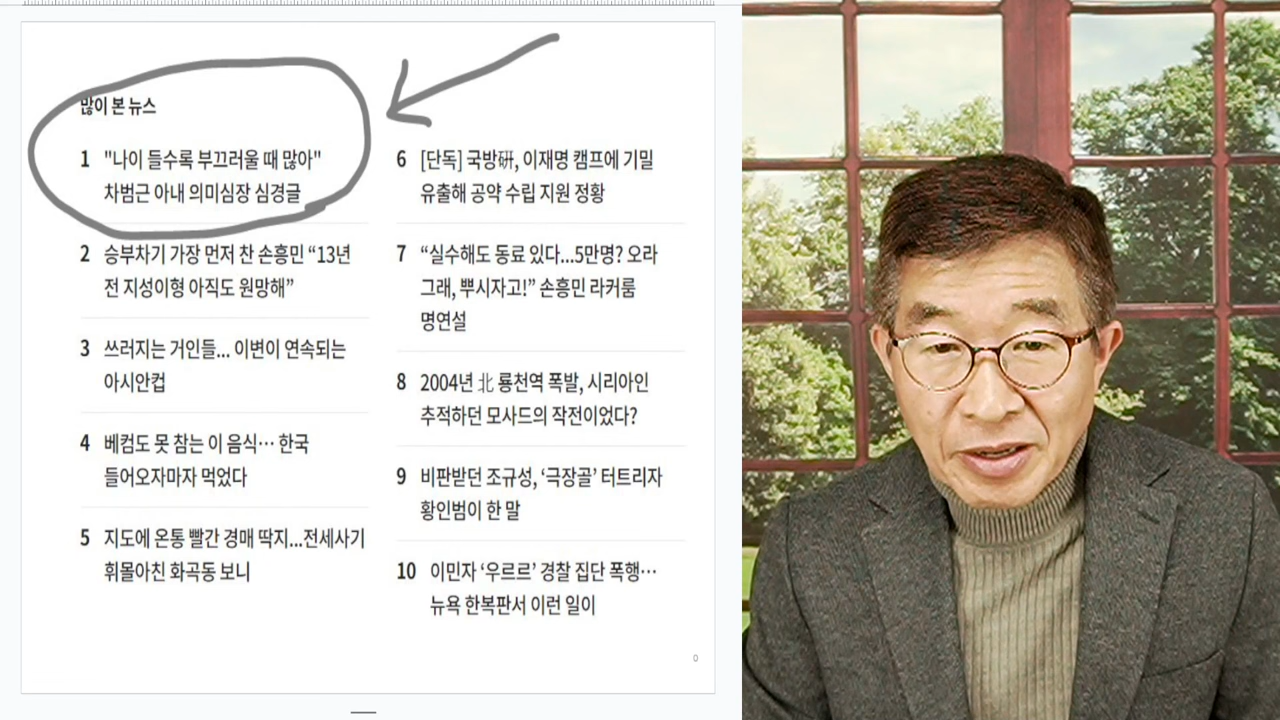 많이 본 뉴스
1 "나이 들수록 부끄러울 때 많아"
차범근 아내 의미심장 심경글
2 승부차기 가장 먼저 찬 손흥민 “13년
전 지성이형 아직도 원망해”
3 쓰러지는 거인들... 이변이 연속되는
아시안컵
4 베컴도 못 참는 이 음식… 한국
들어오자마자 먹었다
5 지도에 온통 빨간 경매 딱지...전세사기
휘몰아친 화곡동 보니
6 [단독] 국방硏, 이재명 캠프에 기밀
유출해 공약 수립 지원 정황
7 “실수해도 동료 있다...5만명? 오라
그래, 뿌시자고!” 손흥민 라커룸
명연설
8 2004년 北 룡천역 폭발, 시리아인
추적하던 모사드의 작전이었다?
9 비판받던 조규성, ‘극장골’ 터트리자
황인범이 한 말
10 이민자 ‘우르르’ 경찰 집단 폭행…
뉴욕 한복판서 이런 일이
0